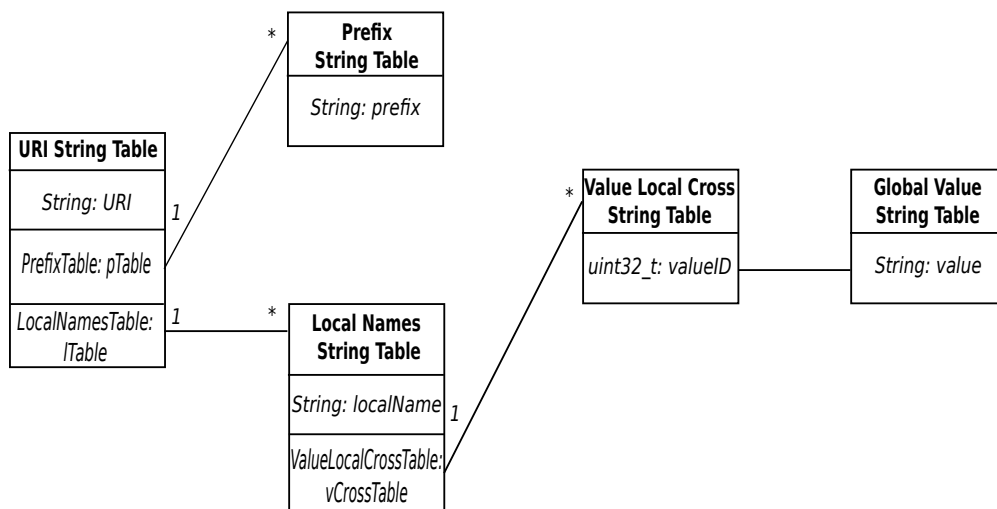 Prefix
String Table
String: prefix
*
URI String Table
String: URI
1
PrefixTable: pTable
LocalNamesTable:
lTable
1
*
Local Names
String Table
String: localName
1
ValueLocalCrossTable:
vCrossTable
*
Value Local Cross
String Table
uint32_t: valueID
Global Value
String Table
String: value